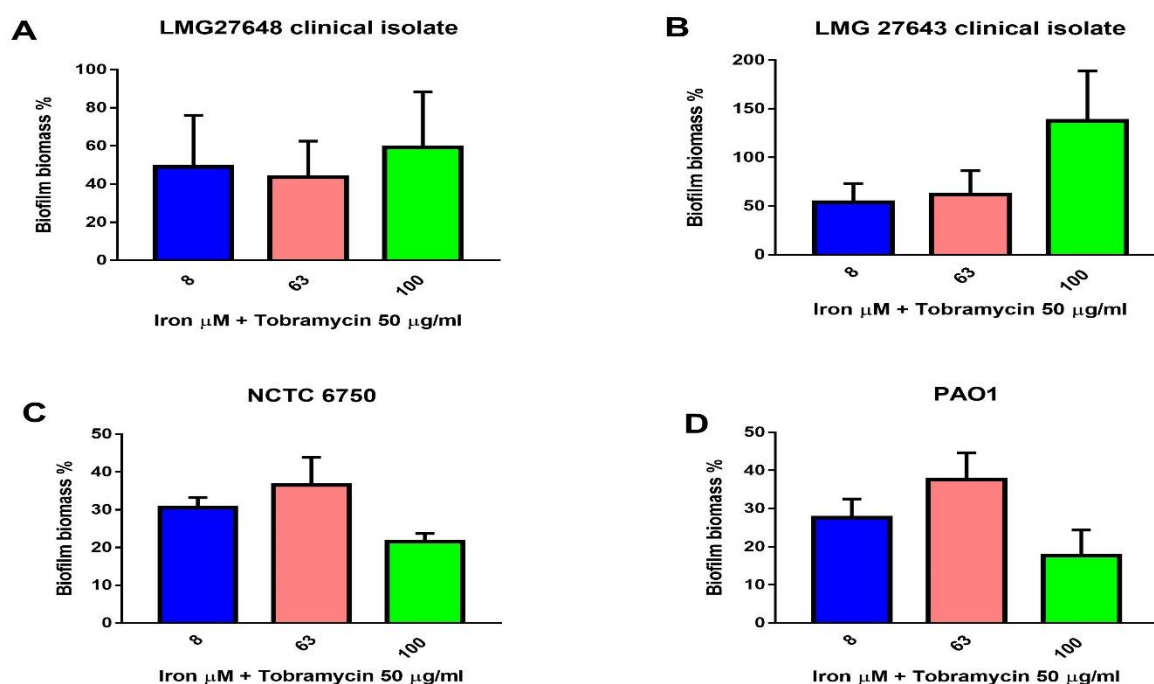 A
LMG27648 clinical isolate
Biofilm biomass %
100
80
60
40
20
0
8
63
100
Iron μM + Tobramycin 50 μg/ml
B
LMG 27643 clinical isolate
Biofilm biomass %
200
150
100
50
0
8
63
100
Iron μM + Tobramycin 50 μg/ml
C
NCTC 6750
Biofilm biomass %
50
40
30
20
10
0
8
63
100
Iron μM + Tobramycin 50 μg/ml
D
PAO1
Biofilm biomass %
50
40
30
20
10
0
8
63
100
Iron μM + Tobramycin 50 μg/ml